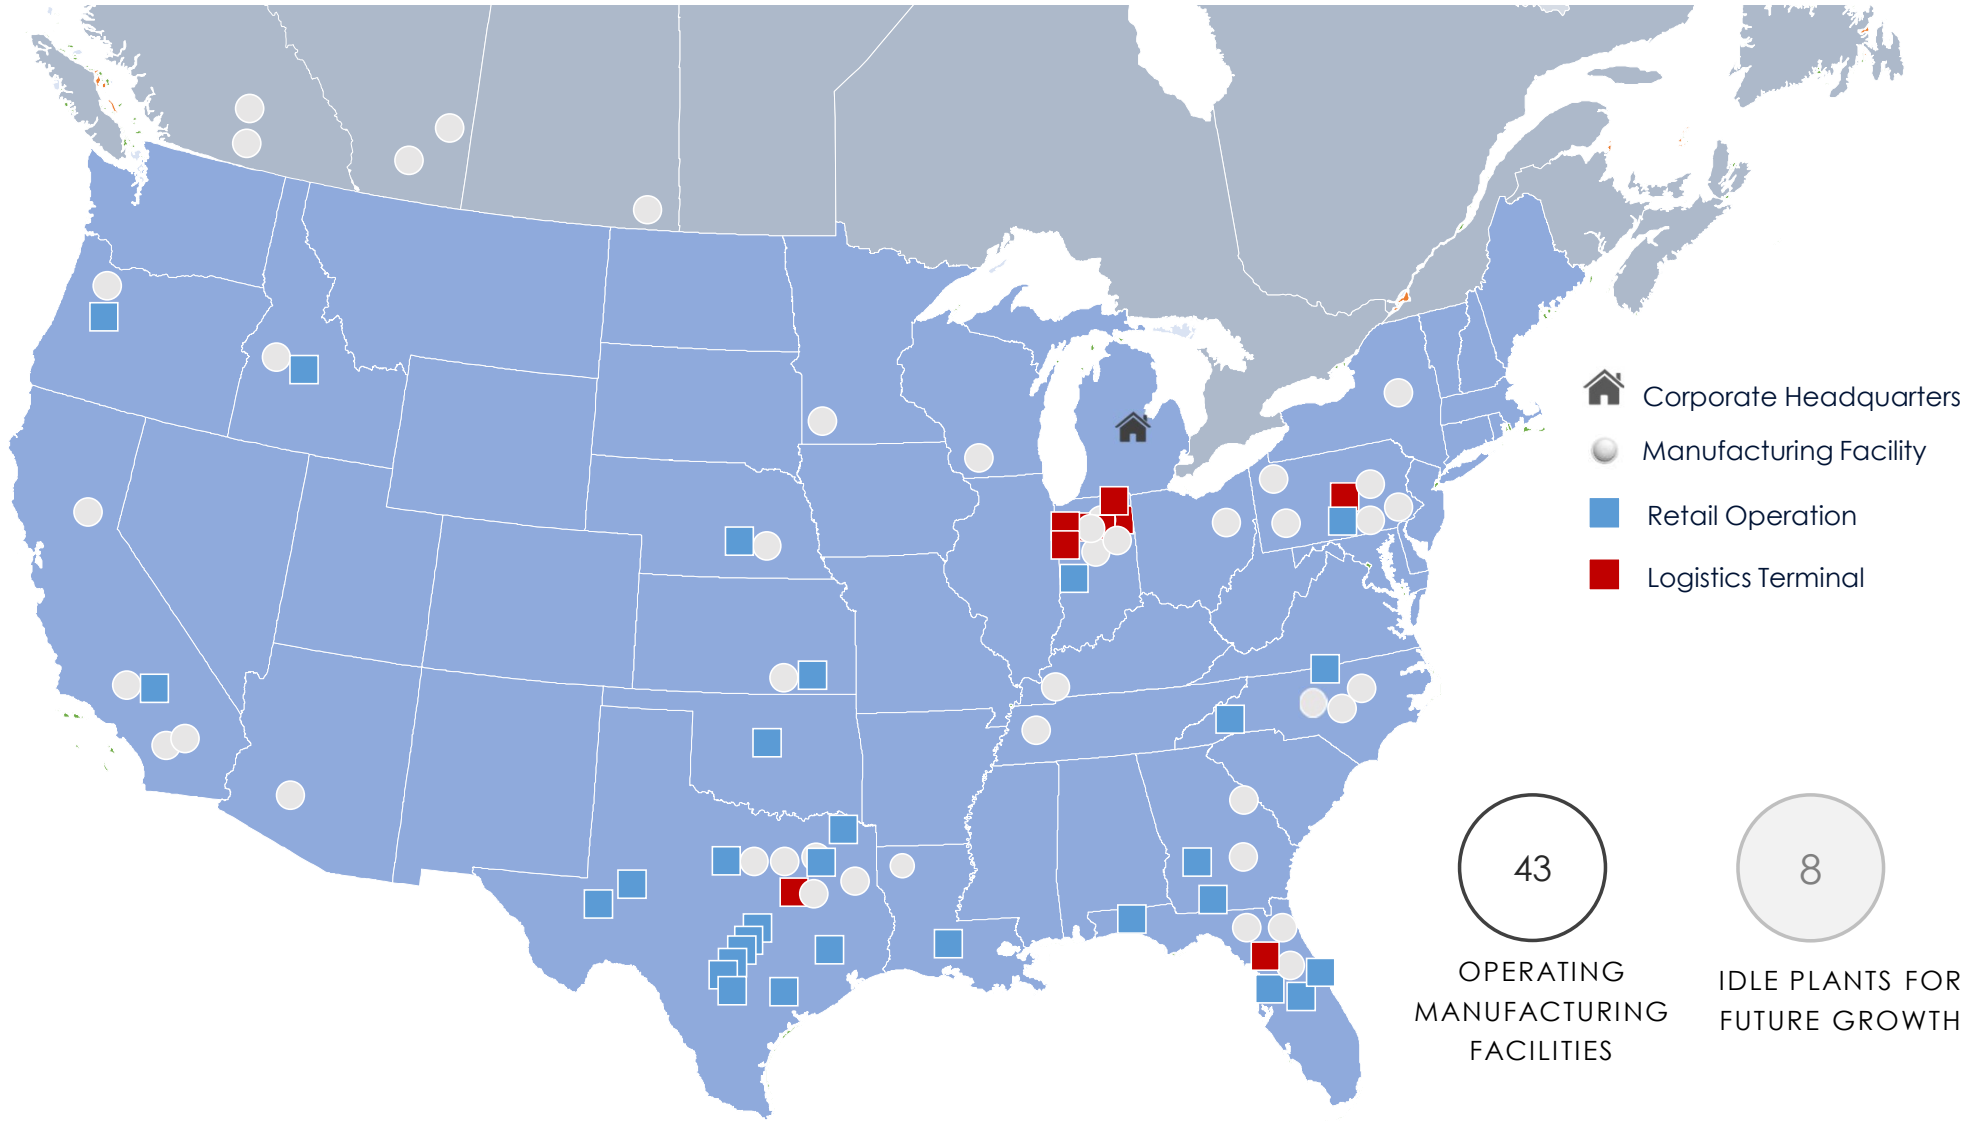 Corporate Headquarters
Manufacturing Facility
Retail Operation
Logistics Terminal
43
OPERATING
MANUFACTURING
FACILITIES
8
IDLE PLANTS FOR
FUTURE GROWTH